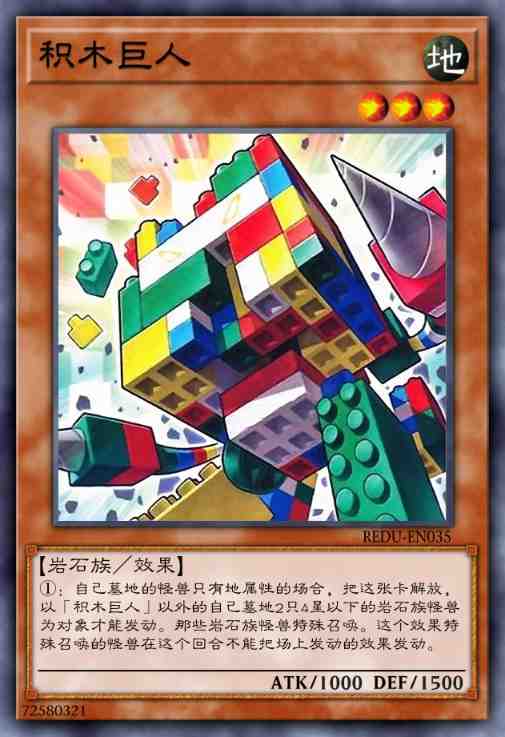 积木巨人
地
REDU-EN035
【岩石族／效果】
①：自己墓地的怪兽只有地属性的场合，把这张卡解放，
以「积木巨人」以外的自己墓地2只4星以下的岩石族怪兽
为对象才能发动。那些岩石族怪兽特殊召唤。这个效果特
殊召唤的怪兽在这个回合不能把场上发动的效果发动。
ATK/1000 DEF/1500
72580321